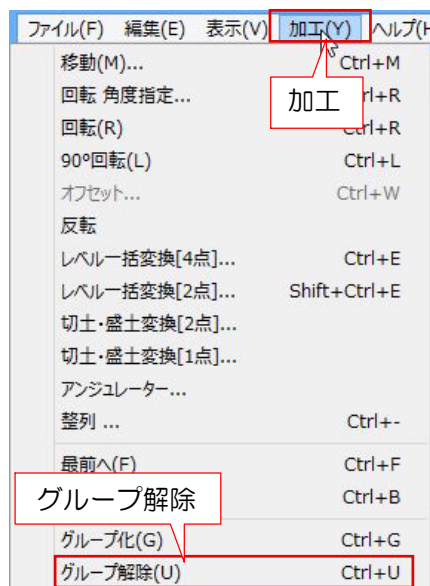 ファイル(F) 編集(E) 表示(V) 加工(Y) ヘルプ(H
移動(M)... Ctrl+M
加工
回転 角度指定... rl+R
回転(R) Ctrl+R
90°回転(L) Ctrl+L
オフセット... Ctrl+W
反転
レベル一括変換[4点]... Ctrl+E
レベル一括変換[2点]... Shift+Ctrl+E
切土・盛土変換[2点]...
切土・盛土変換[1点]...
アンジュレーター...
整列 ... Ctrl+-
最前へ(F) Ctrl+F
グループ解除
Ctrl+B
グループ化(G) Ctrl+G
グループ解除(U) Ctrl+U